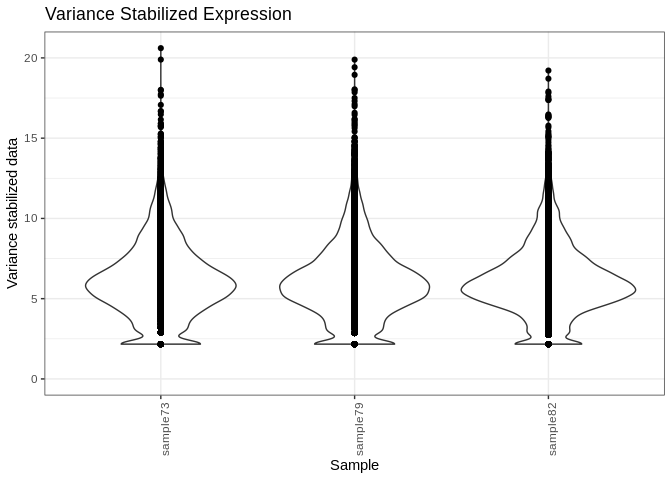 Variance Stabilized Expression
20
15
10
5
0
Variance stabilized data
sample73
sample79
sample82
Sample